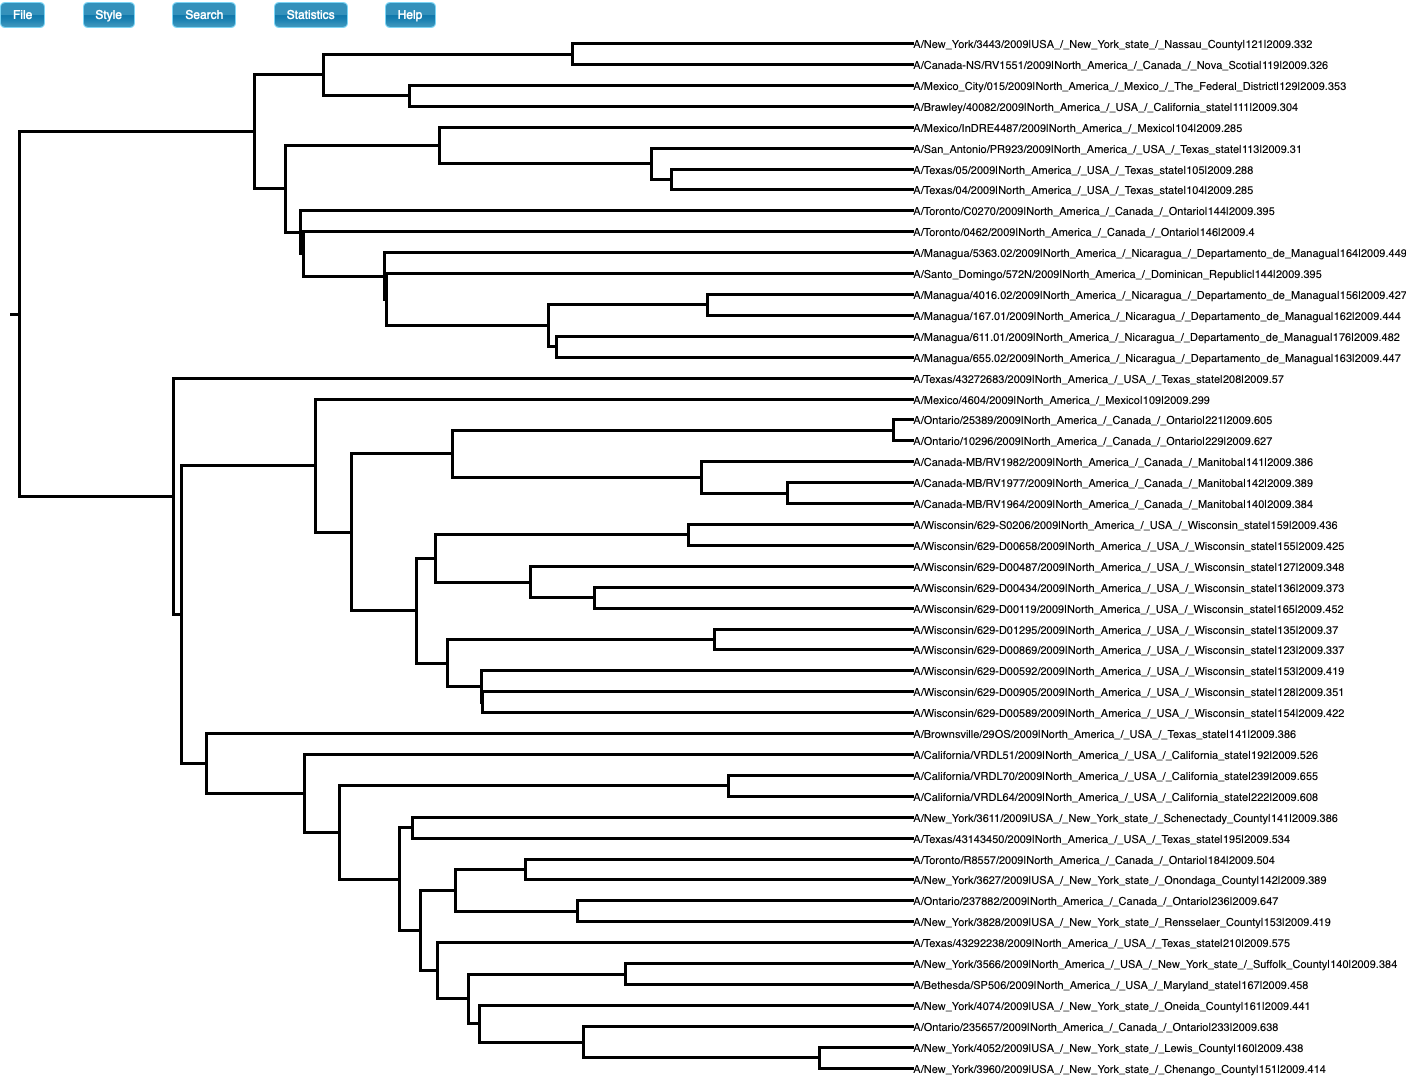 File
Style
Search
Statistics
Help
A/New_York/3443/2009|USA_/_New_York_state_/_Nassau_County|121|2009.332
A/Canada-NS/RV1551/2009|North_America_/_Canada_/_Nova_Scotia|119|2009.326
A/Mexico_City/015/2009|North_America_/_Mexico_/_The_Federal_District|129|2009.353
A/Brawley/40082/2009|North_America_/_USA_/_California_state|111|2009.304
A/Mexico/InDRE4487/2009|North_America_/_Mexico|104|2009.285
A/San_Antonio/PR923/2009|North_America_/_USA_/_Texas_state|113|2009.31
A/Texas/05/2009|North_America_/_USA_/_Texas_state|105|2009.288
A/Texas/04/2009|North_America_/_USA_/_Texas_state|104|2009.285
A/Toronto/C0270/2009|North_America_/_Canada_/_Ontario|144|2009.395
A/Toronto/0462/2009|North_America_/_Canada_/_Ontario|146|2009.4
A/Managua/5363.02/2009|North_America_/_Nicaragua_/_Departamento_de_Managua|164|2009.449
A/Santo_Domingo/572N/2009|North_America_/_Dominican_Republic|144|2009.395
A/Managua/4016.02/2009|North_America_/_Nicaragua_/_Departamento_de_Managua|156|2009.427
A/Managua/167.01/2009|North_America_/_Nicaragua_/_Departamento_de_Managua|162|2009.444
A/Managua/611.01/2009|North_America_/_Nicaragua_/_Departamento_de_Managua|176|2009.482
A/Managua/655.02/2009|North_America_/_Nicaragua_/_Departamento_de_Managua|163|2009.447
A/Texas/43272683/2009|North_America_/_USA_/_Texas_state|208|2009.57
A/Mexico/4604/2009|North_America_/_Mexico|109|2009.299
A/Ontario/25389/2009|North_America_/_Canada_/_Ontario|221|2009.605
A/Ontario/10296/2009|North_America_/_Canada_/_Ontario|229|2009.627
A/Canada-MB/RV1982/2009|North_America_/_Canada_/_Manitoba|141|2009.386
A/Canada-MB/RV1977/2009|North_America_/_Canada_/_Manitoba|142|2009.389
A/Canada-MB/RV1964/2009|North_America_/_Canada_/_Manitoba|140|2009.384
A/Wisconsin/629-S0206/2009|North_America_/_USA_/_Wisconsin_state|159|2009.436
A/Wisconsin/629-D00658/2009|North_America_/_USA_/_Wisconsin_state|155|2009.425
A/Wisconsin/629-D00487/2009|North_America_/_USA_/_Wisconsin_state|127|2009.348
A/Wisconsin/629-D00434/2009|North_America_/_USA_/_Wisconsin_state|136|2009.373
A/Wisconsin/629-D00119/2009|North_America_/_USA_/_Wisconsin_state|165|2009.452
A/Wisconsin/629-D01295/2009|North_America_/_USA_/_Wisconsin_state|135|2009.37
A/Wisconsin/629-D00869/2009|North_America_/_USA_/_Wisconsin_state|123|2009.337
A/Wisconsin/629-D00592/2009|North_America_/_USA_/_Wisconsin_state|153|2009.419
A/Wisconsin/629-D00905/2009|North_America_/_USA_/_Wisconsin_state|128|2009.351
A/Wisconsin/629-D00589/2009|North_America_/_USA_/_Wisconsin_state|154|2009.422
A/Brownsville/29OS/2009|North_America_/_USA_/_Texas_state|141|2009.386
A/California/VRDL51/2009|North_America_/_USA_/_California_state|192|2009.526
A/California/VRDL70/2009|North_America_/_USA_/_California_state|239|2009.655
A/California/VRDL64/2009|North_America_/_USA_/_California_state|222|2009.608
A/New_York/3611/2009|USA_/_New_York_state_/_Schenectady_County|141|2009.386
A/Texas/43143450/2009|North_America_/_USA_/_Texas_state|195|2009.534
A/Toronto/R8557/2009|North_America_/_Canada_/_Ontario|184|2009.504
A/New_York/3627/2009|USA_/_New_York_state_/_Onondaga_County|142|2009.389
A/Ontario/237882/2009|North_America_/_Canada_/_Ontario|236|2009.647
A/New_York/3828/2009|USA_/_New_York_state_/_Rensselaer_County|153|2009.419
A/Texas/43292238/2009|North_America_/_USA_/_Texas_state|210|2009.575
A/New_York/3566/2009|North_America_/_USA_/_New_York_state_/_Suffolk_County|140|2009.384
A/Bethesda/SP506/2009|North_America_/_USA_/_Maryland_state|167|2009.458
A/New_York/4074/2009|USA_/_New_York_state_/_Oneida_County|161|2009.441
A/Ontario/235657/2009|North_America_/_Canada_/_Ontario|233|2009.638
A/New_York/4052/2009|USA_/_New_York_state_/_Lewis_County|160|2009.438
A/New_York/3960/2009|USA_/_New_York_state_/_Chenango_County|151|2009.414